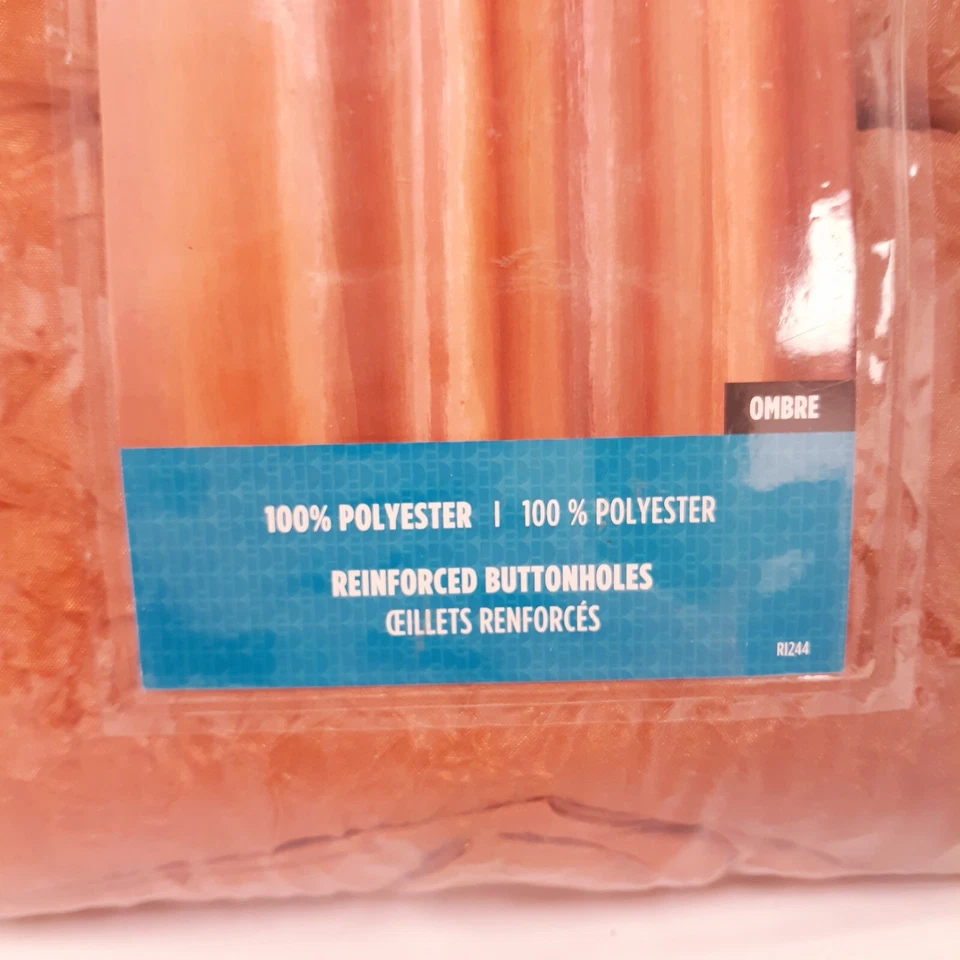 OMBRE
100% POLYESTER | 100 % POLYESTER
REINFORCED BUTTONHOLES
ŒILLETS RENFORCÉS
RI244